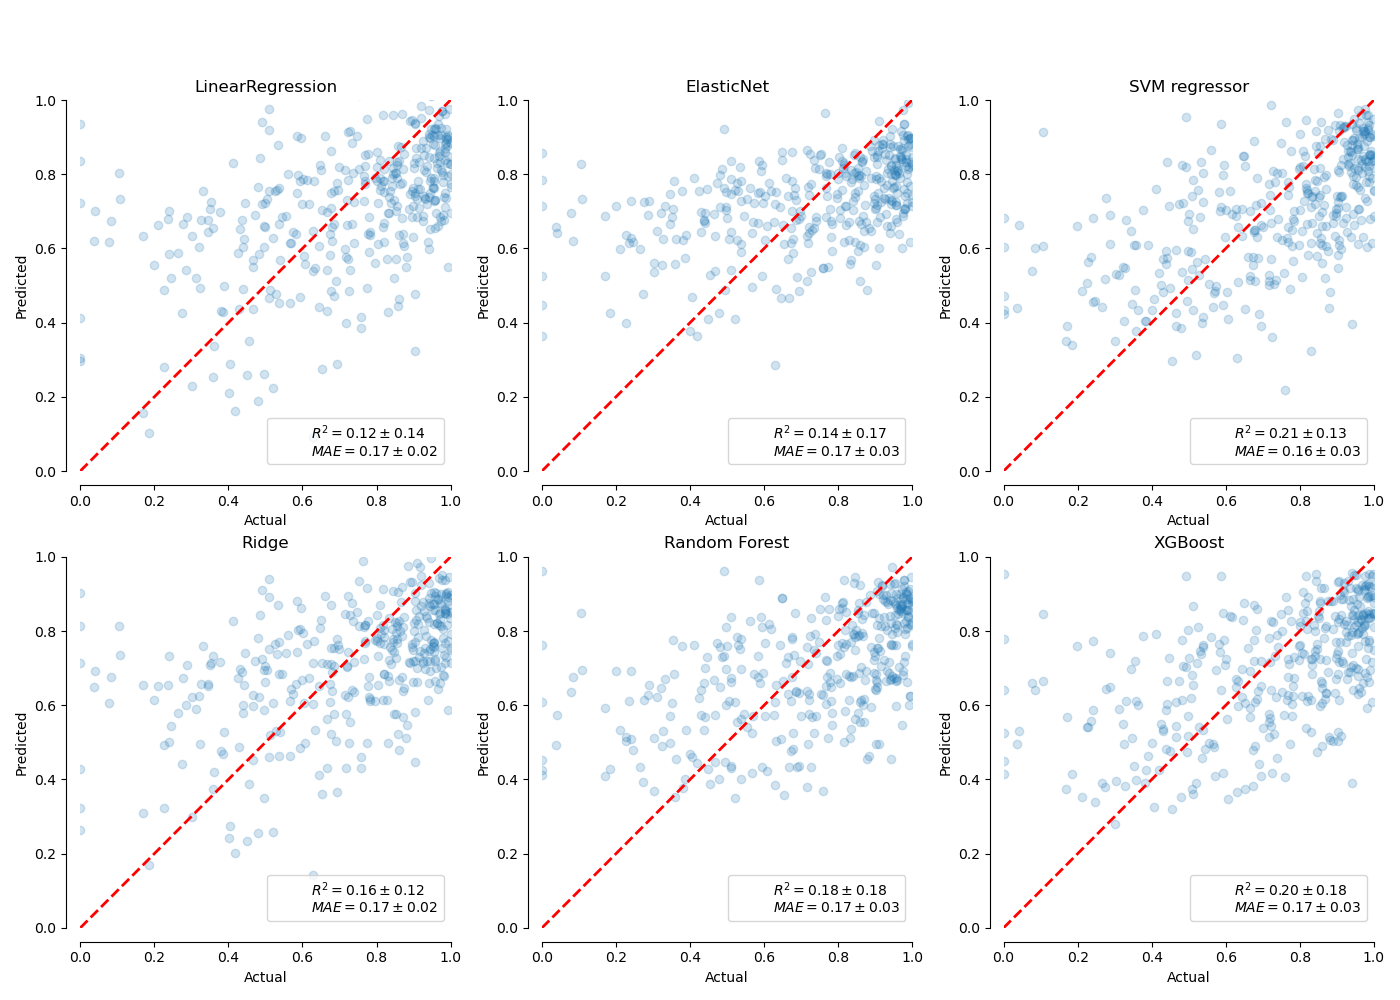 LinearRegression
ElasticNet
SVM regressor
1.0
0.8
0.6
0.4
0.2
0.0
Predicted
R² = 0.12 ± 0.14
MAE = 0.17 ± 0.02
0.0 0.2 0.4 0.6 0.8 1.0
Actual
1.0
0.8
0.6
0.4
0.2
0.0
Predicted
R² = 0.14 ± 0.17
MAE = 0.17 ± 0.03
0.0 0.2 0.4 0.6 0.8 1.0
Actual
1.0
0.8
0.6
0.4
0.2
0.0
Predicted
R² = 0.21 ± 0.13
MAE = 0.16 ± 0.03
0.0 0.2 0.4 0.6 0.8 1.0
Actual
Ridge
Random Forest
XGBoost
1.0
0.8
0.6
0.4
0.2
0.0
Predicted
R² = 0.16 ± 0.12
MAE = 0.17 ± 0.02
0.0 0.2 0.4 0.6 0.8 1.0
Actual
1.0
0.8
0.6
0.4
0.2
0.0
Predicted
R² = 0.18 ± 0.18
MAE = 0.17 ± 0.03
0.0 0.2 0.4 0.6 0.8 1.0
Actual
1.0
0.8
0.6
0.4
0.2
0.0
Predicted
R² = 0.20 ± 0.18
MAE = 0.17 ± 0.03
0.0 0.2 0.4 0.6 0.8 1.0
Actual